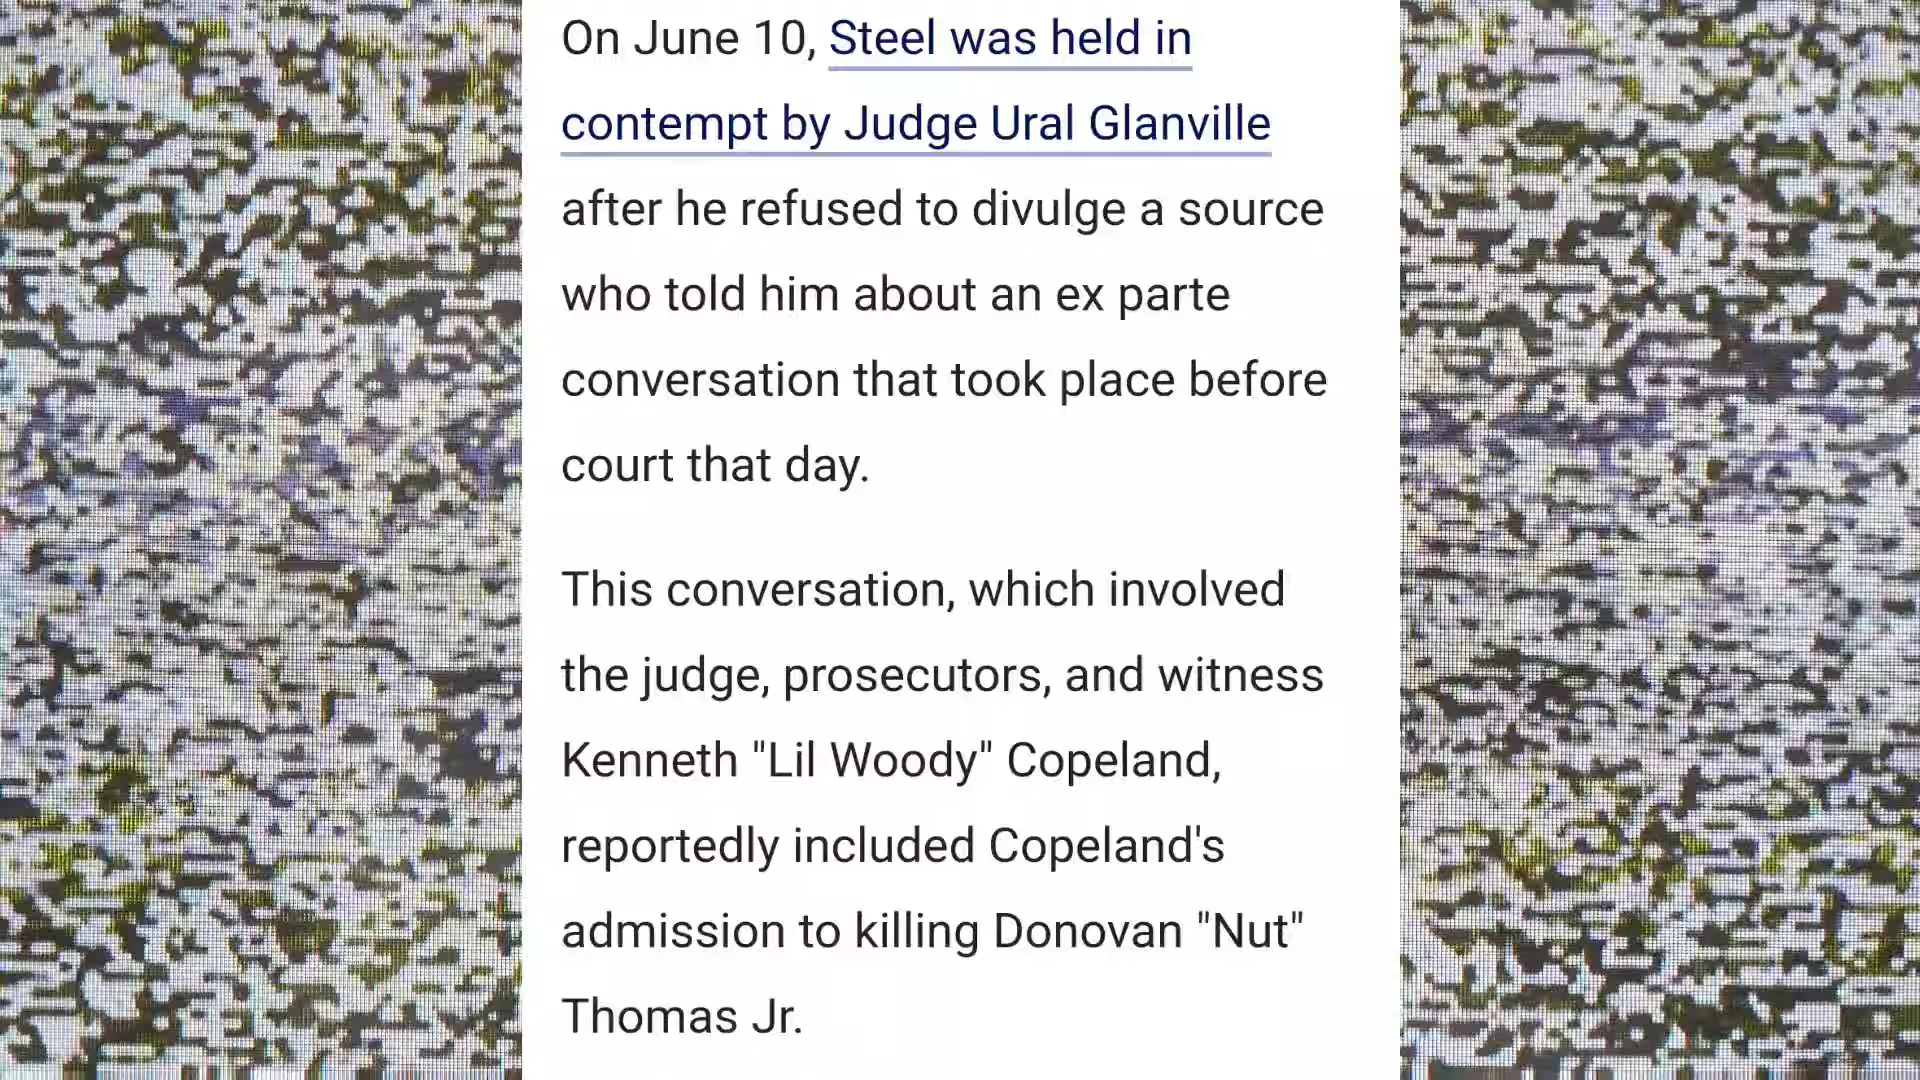 On June 10, Steel was held in
contempt by Judge Ural Glanville
after he refused to divulge a source
who told him about an ex parte
conversation that took place before
court that day.
This conversation, which involved
the judge, prosecutors, and witness
Kenneth "Lil Woody" Copeland,
reportedly included Copeland's
admission to killing Donovan "Nut"
Thomas Jr.